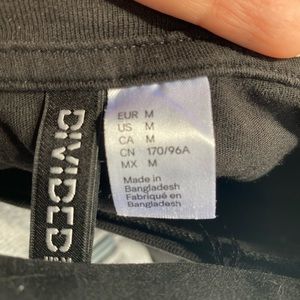 DIVIDED
EUR M
US M
CA M
CN 170/96A
MX M
Made in
Bangladesh
Fabriqué en
Bangladesh